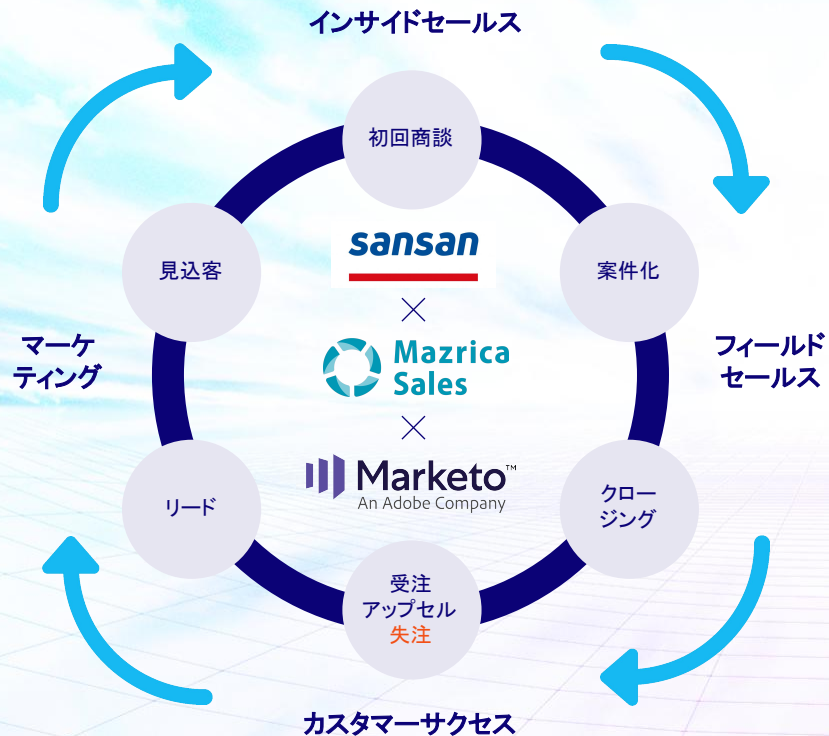 インサイドセールス
初回商談
見込客
sansan
案件化
×
マーケ
ティング
Mazrica
Sales
フィールド
セールス
×
リード
Marketo™
An Adobe Company
クロー
ジング
受注
アップセル
失注
カスタマーサクセス